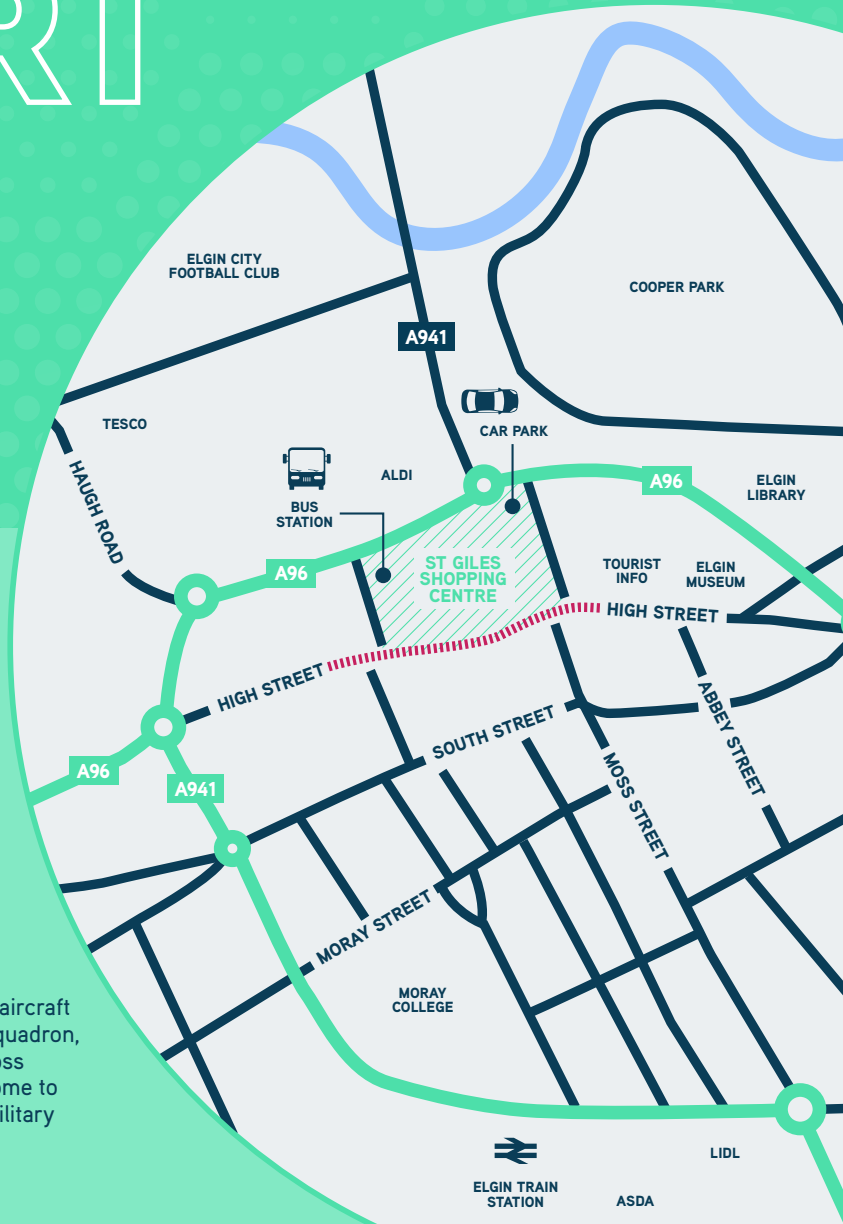 RT
ELGIN CITY
FOOTBALL CLUB
COOPER PARK
A941
TESCO
CAR PARK
ALDI
HAUGH ROAD
BUS
STATION
A96
ELGIN
LIBRARY
A96
ST GILES
SHOPPING
CENTRE
TOURIST
INFO
ELGIN
MUSEUM
HIGH STREET
HIGH STREET
ABBEY STREET
SOUTH STREET
MOSS STREET
A96
A941
MORAY STREET
MORAY
COLLEGE
aircraft
quadron,
oss
ome to
ilitary
LIDL
ELGIN TRAIN
STATION
ASDA